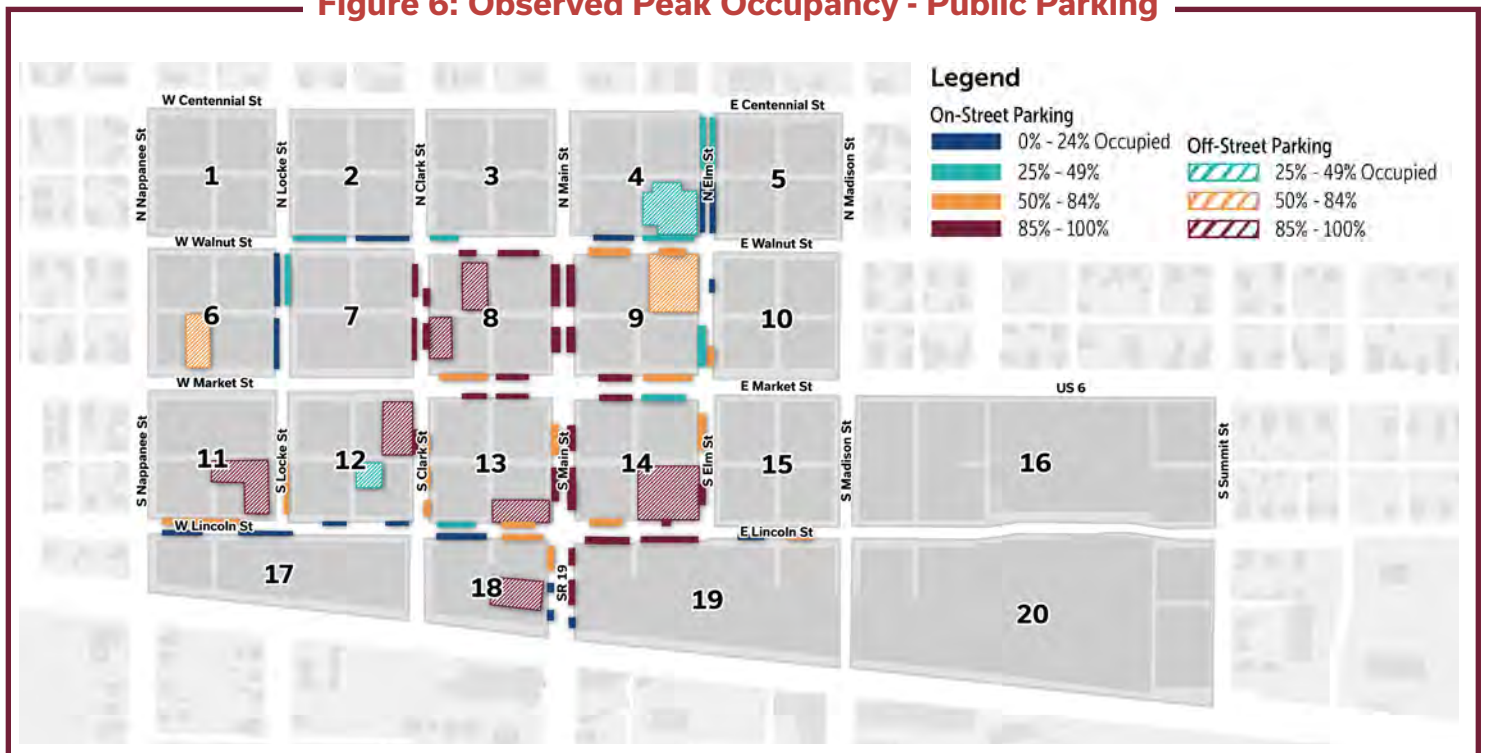 Figure 6: Observed Peak Occupancy - Public Parking
Legend
On-Street Parking
0% - 24% Occupied
25% - 49%
50% - 84%
85% - 100%
Off-Street Parking
25% - 49% Occupied
50% - 84%
85% - 100%
W Centennial St
E Centennial St
N Nappanee St
N Locke St
N Clark St
N Main St
N Elm St
N Madison St
1
2
3
4
5
W Walnut St
E Walnut St
6
7
8
9
10
W Market St
E Market St
US 6
S Nappanee St
S Locke St
S Clark St
S Main St
S Elm St
S Madison St
S Summit St
11
12
13
14
15
16
W Lincoln St
E Lincoln St
SR 19
17
18
19
20